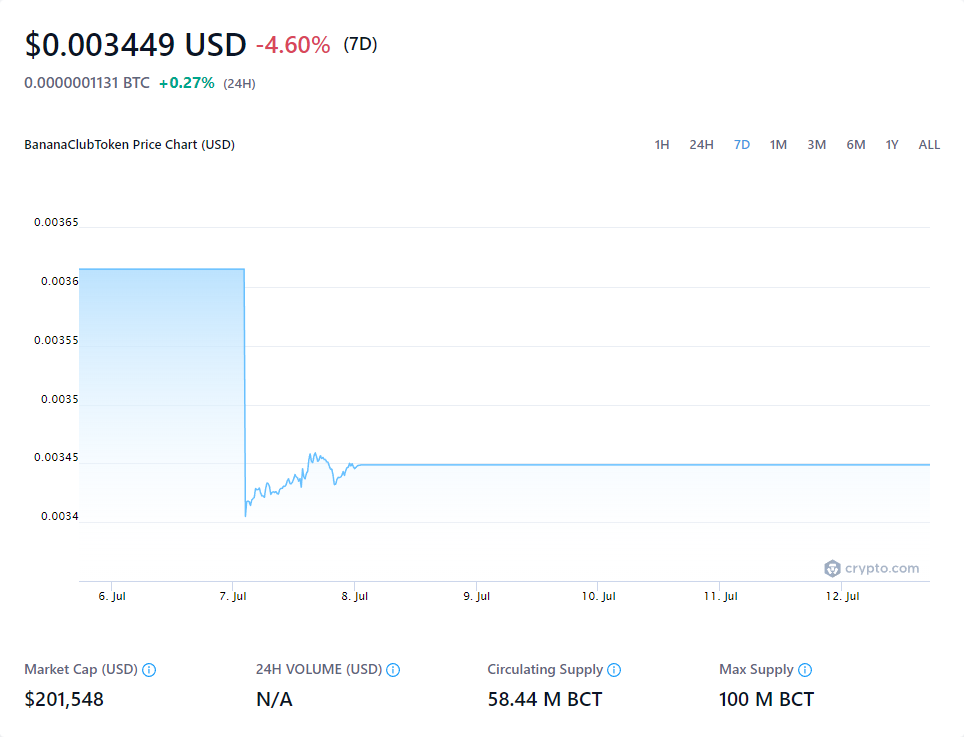 $0.003449 USD -4.60% (7D)
0.0000001131 BTC +0.27% (24H)
BananaClubToken Price Chart (USD) 1H 24H 7D 1M 3M 6M 1Y ALL
0.00365
0.0036
0.00355
0.0035
0.00345
0.0034
crypto.com
6. Jul 7. Jul 8. Jul 9. Jul 10. Jul 11. Jul 12. Jul
Market Cap (USD) 24H VOLUME (USD) Circulating Supply Max Supply
$201,548 N/A 58.44 M BCT 100 M BCT